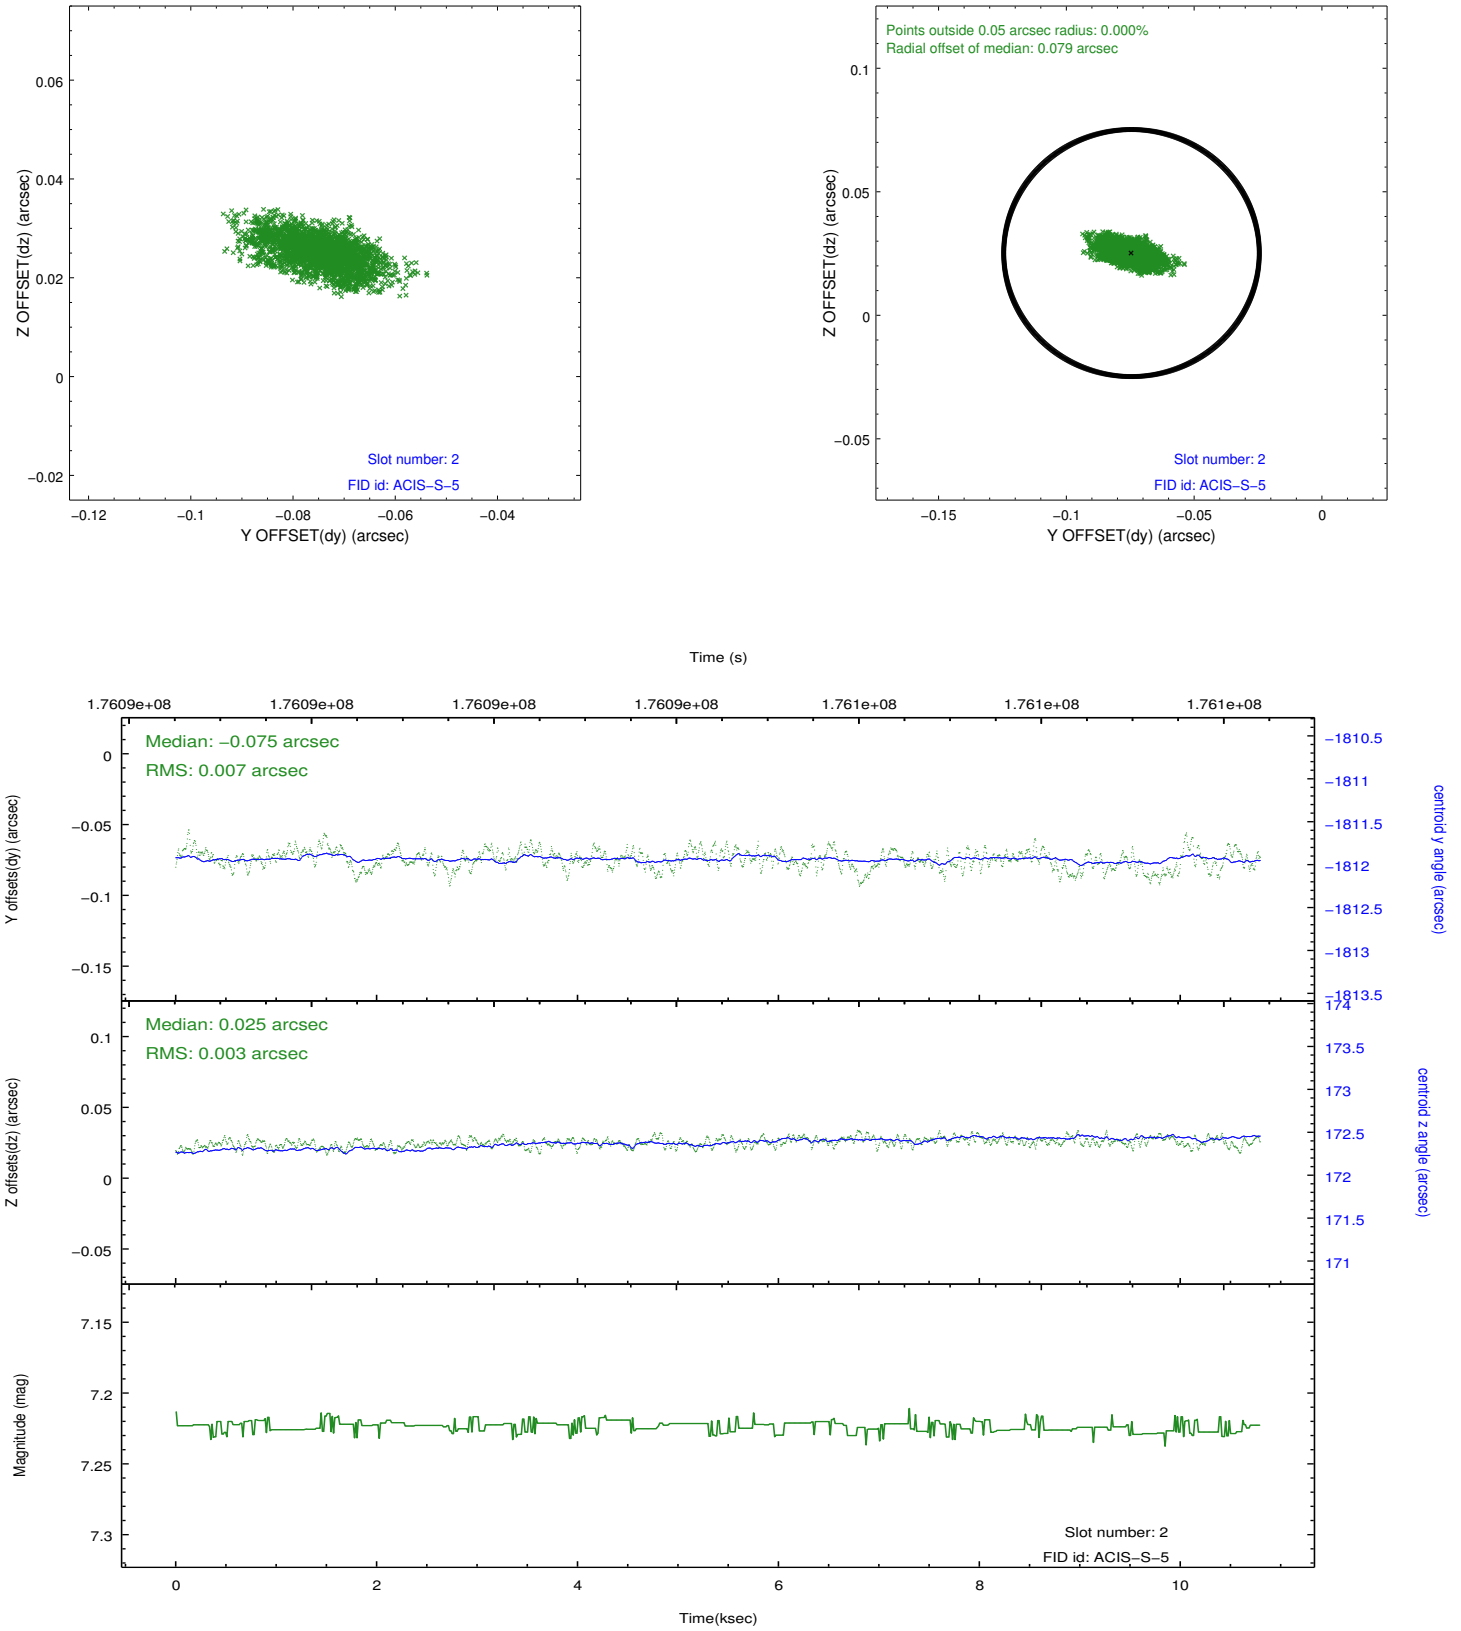 0.06
0.04
0.02
0
−0.02
−0.12
−0.1
−0.08
−0.06
−0.04
Z OFFSET(dz) (arcsec)
Y OFFSET(dy) (arcsec)
Slot number: 2
FID id: ACIS−S−5
Points outside 0.05 arcsec radius: 0.000%
Radial offset of median: 0.079 arcsec
0.1
0.05
0
−0.05
−0.15
−0.1
−0.05
0
Z OFFSET(dz) (arcsec)
Y OFFSET(dy) (arcsec)
Slot number: 2
FID id: ACIS−S−5
Time (s)
1.7609e+08
1.7609e+08
1.7609e+08
1.7609e+08
1.761e+08
1.761e+08
1.761e+08
Median: −0.075 arcsec
RMS: 0.007 arcsec
0
−0.05
−0.1
−0.15
Y offsets(dy) (arcsec)
−1810.5
−1811
−1811.5
−1812
−1812.5
−1813
−1813.5
centroid y angle (arcsec)
Median: 0.025 arcsec
RMS: 0.003 arcsec
0.1
0.05
0
−0.05
Z offsets(dz) (arcsec)
174
173.5
173
172.5
172
171.5
171
centroid z angle (arcsec)
7.15
7.2
7.25
7.3
Magnitude (mag)
Slot number: 2
FID id: ACIS−S−5
0
2
4
6
8
10
Time(ksec)